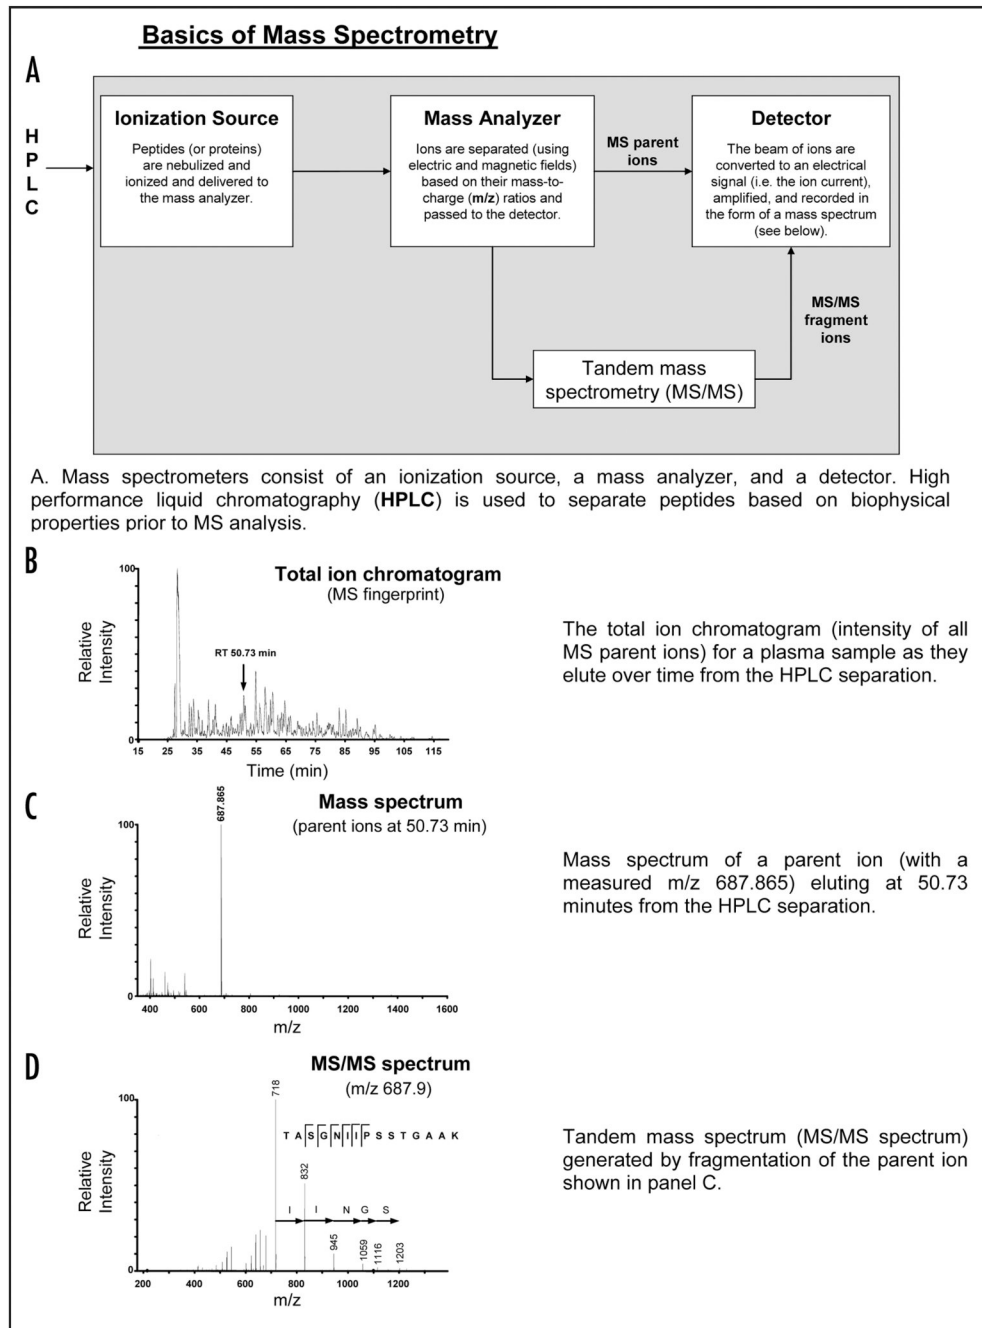 Basics of Mass Spectrometry
A
H
P
L
C
Ionization Source
Peptides (or proteins)
are nebulized and
ionized and delivered to
the mass analyzer.
Mass Analyzer
Ions are separated (using
electric and magnetic fields)
based on their mass-to-
charge (m/z) ratios and
passed to the detector.
MS parent
ions
Detector
The beam of ions are
converted to an electrical
signal (i.e. the ion current),
amplified, and recorded in
the form of a mass spectrum
(see below).
MS/MS
fragment
ions
Tandem mass
spectrometry (MS/MS)
A. Mass spectrometers consist of an ionization source, a mass analyzer, and a detector. High
performance liquid chromatography (HPLC) is used to separate peptides based on biophysical
properties prior to MS analysis.
B
Total ion chromatogram
(MS fingerprint)
Relative
Intensity
100
0
RT 50.73 min
15 25 35 45 55 65 75 85 95 105 115
Time (min)
The total ion chromatogram (intensity of all
MS parent ions) for a plasma sample as they
elute over time from the HPLC separation.
C
Mass spectrum
(parent ions at 50.73 min)
687.865
Relative
Intensity
100
0
400 600 800 1000 1200 1400 1600
m/z
Mass spectrum of a parent ion (with a
measured m/z 687.865) eluting at 50.73
minutes from the HPLC separation.
D
MS/MS spectrum
(m/z 687.9)
Relative
Intensity
100
0
718
T A S G N I I P S S T G A A K
832
I I N G S
945
1059
1116
1203
200 400 600 800 1000 1200 1400
m/z
Tandem mass spectrum (MS/MS spectrum)
generated by fragmentation of the parent ion
shown in panel C.